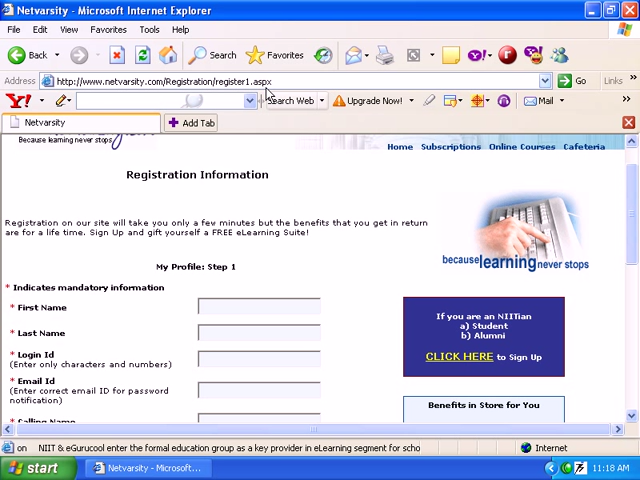 Netvarsity - Microsoft Internet Explorer
File Edit View Favorites Tools Help
Back Search Favorites
Address http://www.netvarsity.com/Registration/register1.aspx Go Links »
Y! Search Web Upgrade Now! Mail »
Netvarsity Add Tab
Because learning never stops
Home Subscriptions Online Courses Cafeteria
Registration Information
Registration on our site will take you only a few minutes but the benefits that you get in return
are for a life time. Sign Up and gift yourself a FREE eLearning Suite!
because learning never stops
My Profile: Step 1
* Indicates mandatory information
* First Name
* Last Name
* Login Id
(Enter only characters and numbers)
* Email Id
(Enter correct email ID for password
notification)
* Calling Name
If you are an NIITian
a) Student
b) Alumni
CLICK HERE to Sign Up
Benefits in Store for You
on NIIT & eGurucool enter the formal education group as a key provider in eLearning segment for scho Internet
start Netvarsity - Microsoft... 11:18 AM